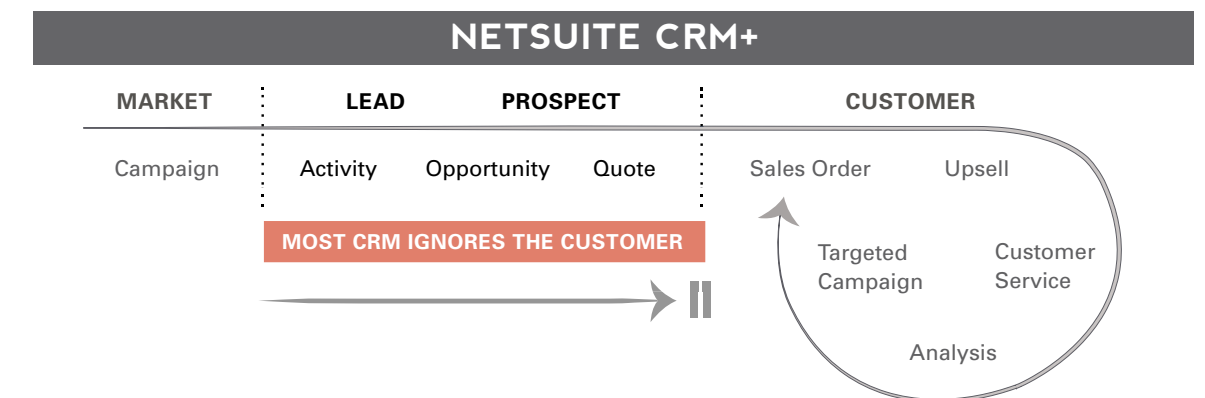 NETSUITE CRM+
MARKET LEAD PROSPECT CUSTOMER
Campaign Activity Opportunity Quote Sales Order Upsell
MOST CRM IGNORES THE CUSTOMER
Targeted Campaign
Customer Service
Analysis